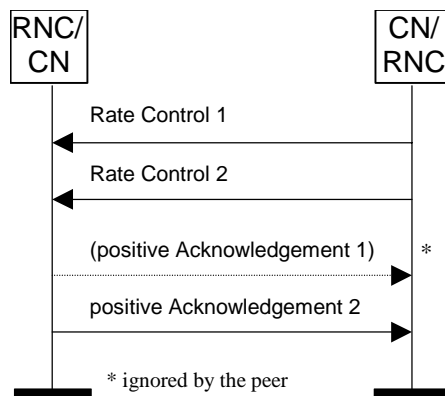 RNC/
CN
CN/
RNC
Rate Control 1
Rate Control 2
(positive Acknowledgement 1)
*
positive Acknowledgement 2
* ignored by the peer